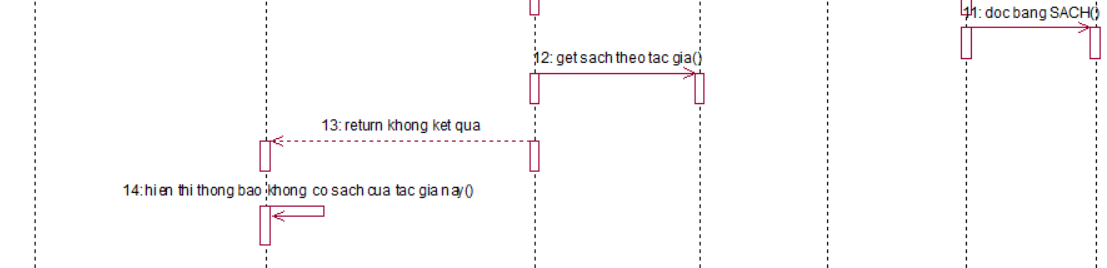 11: doc bang SACH()
12: get sach theo tac gia()
13: return khong ket qua
14: hien thi thong bao khong co sach cua tac gia nay()